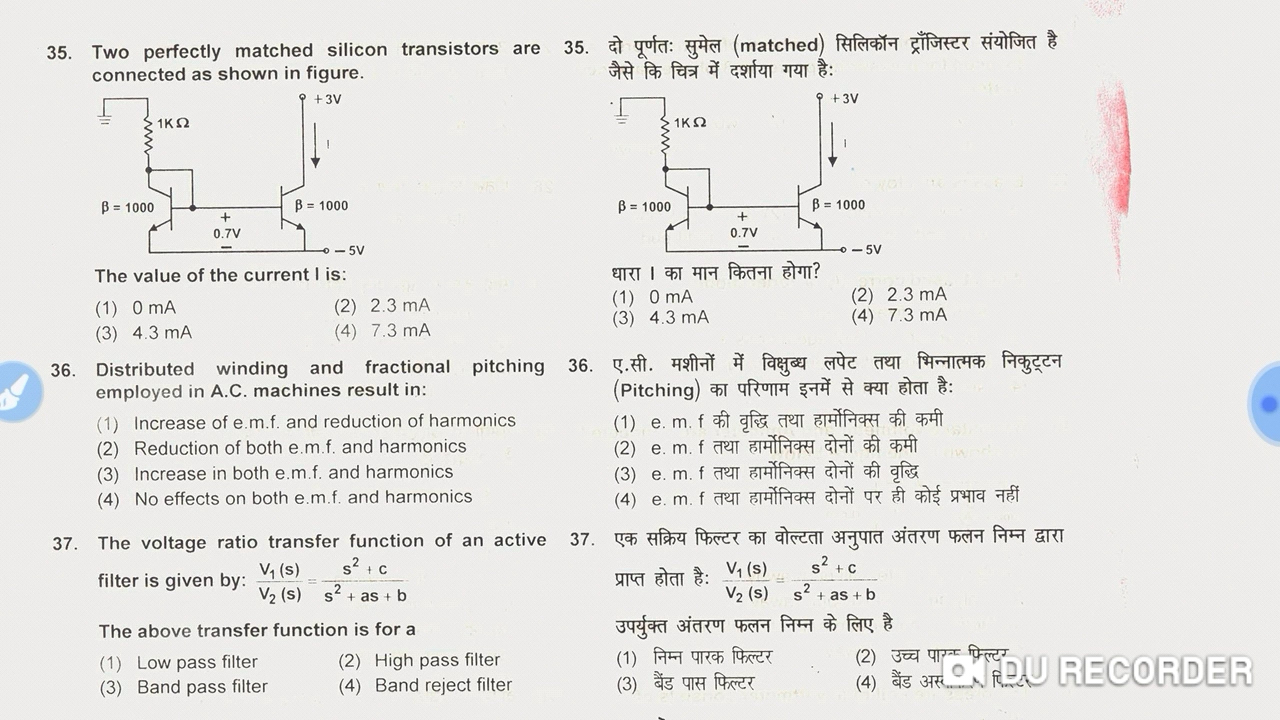 35. Two perfectly matched silicon transistors are
connected as shown in figure.
+3V
1KΩ
I
β = 1000
β = 1000
+
0.7V
–
– 5V
The value of the current I is:
(1) 0 mA
(2) 2.3 mA
(3) 4.3 mA
(4) 7.3 mA
36. Distributed winding and fractional pitching
employed in A.C. machines result in:
(1) Increase of e.m.f. and reduction of harmonics
(2) Reduction of both e.m.f. and harmonics
(3) Increase in both e.m.f. and harmonics
(4) No effects on both e.m.f. and harmonics
37. The voltage ratio transfer function of an active
filter is given by: V₁ (s) / V₂ (s) = s² + c / s² + as + b
The above transfer function is for a
(1) Low pass filter
(2) High pass filter
(3) Band pass filter
(4) Band reject filter
35. दो पूर्णतः सुमेल (matched) सिलिकॉन ट्राँजिस्टर संयोजित है
जैसे कि चित्र में दर्शाया गया है:
+3V
1KΩ
I
β = 1000
β = 1000
+
0.7V
–
– 5V
धारा I का मान कितना होगा?
(1) 0 mA
(2) 2.3 mA
(3) 4.3 mA
(4) 7.3 mA
36. ए.सी. मशीनों में विक्षुब्ध लपेट तथा भिन्नात्मक निकुट्टन
(Pitching) का परिणाम इनमें से क्या होता है:
(1) e. m. f की वृद्धि तथा हार्मोनिक्स की कमी
(2) e. m. f तथा हार्मोनिक्स दोनों की कमी
(3) e. m. f तथा हार्मोनिक्स दोनों की वृद्धि
(4) e. m. f तथा हार्मोनिक्स दोनों पर ही कोई प्रभाव नहीं
37. एक सक्रिय फिल्टर का वोल्टता अनुपात अंतरण फलन निम्न द्वारा
प्राप्त होता है: V₁ (s) / V₂ (s) = s² + c / s² + as + b
उपर्युक्त अंतरण फलन निम्न के लिए है
(1) निम्न पारक फिल्टर
(2) उच्च पारक फिल्टर
(3) बैंड पास फिल्टर
(4) बैंड फिल्टर
DU RECORDER